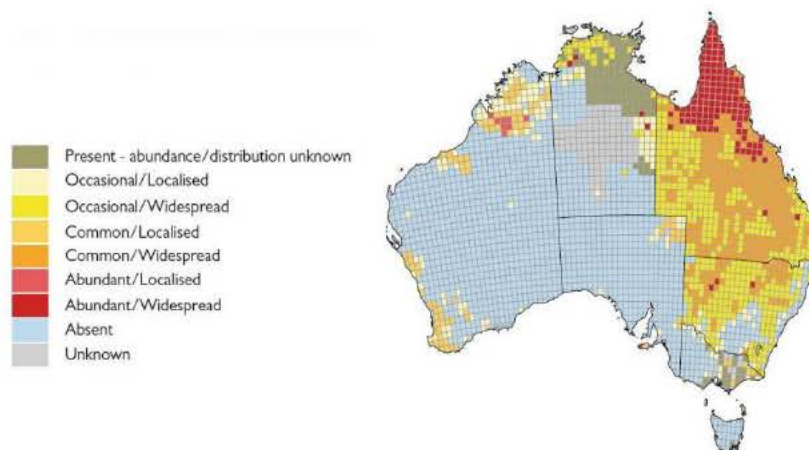 Present - abundance/distribution unknown
Occasional/Localised
Occasional/Widespread
Common/Localised
Common/Widespread
Abundant/Localised
Abundant/Widespread
Absent
Unknown